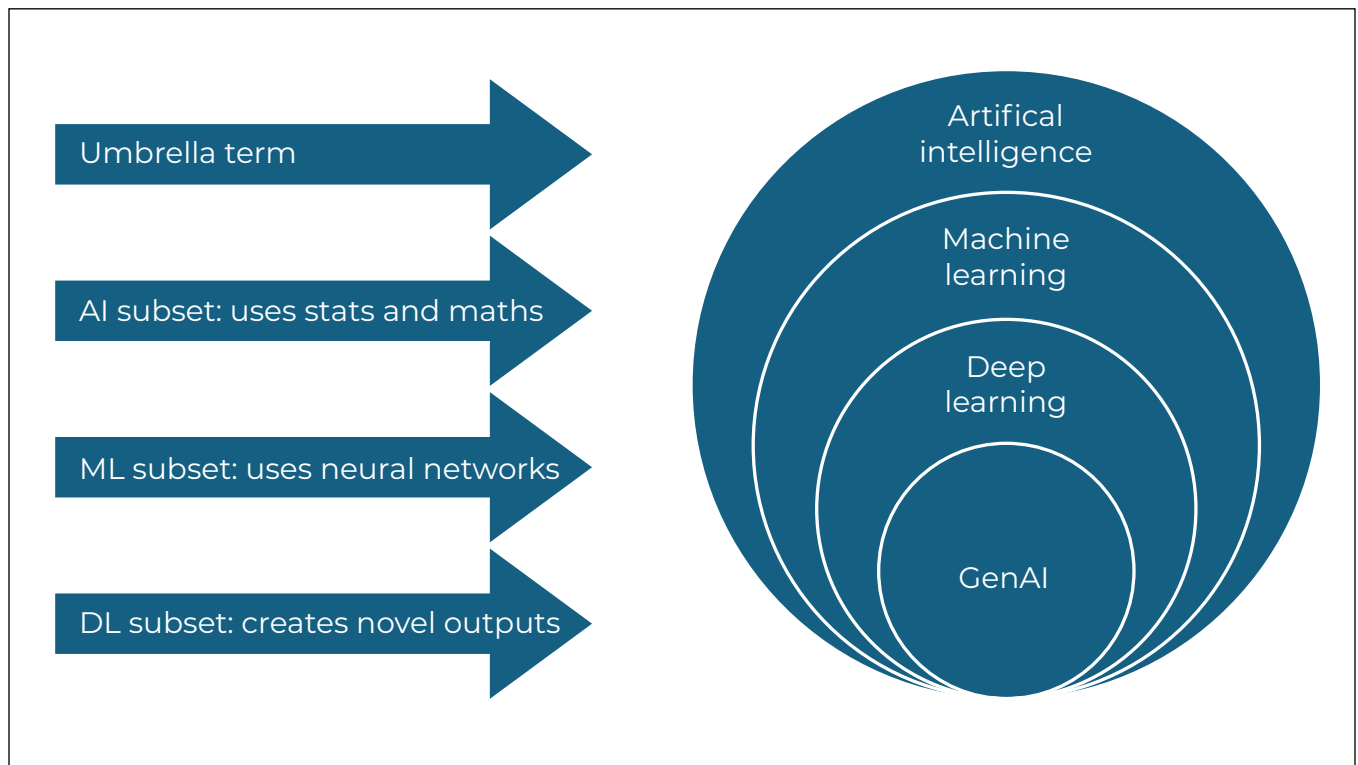 Umbrella term
AI subset: uses stats and maths
ML subset: uses neural networks
DL subset: creates novel outputs
Artifical
intelligence
Machine
learning
Deep
learning
GenAI